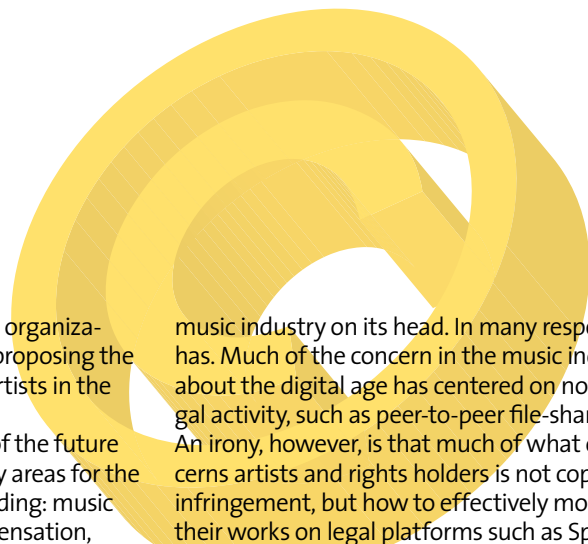 organiza-
proposing the
rtists in the
of the future
y areas for the
ding: music
ensation,
music industry on its head. In many resp
has. Much of the concern in the music in
about the digital age has centered on no
gal activity, such as peer-to-peer file-shar
An irony, however, is that much of what
cerns artists and rights holders is not cop
infringement, but how to effectively mo
their works on legal platforms such as Sp